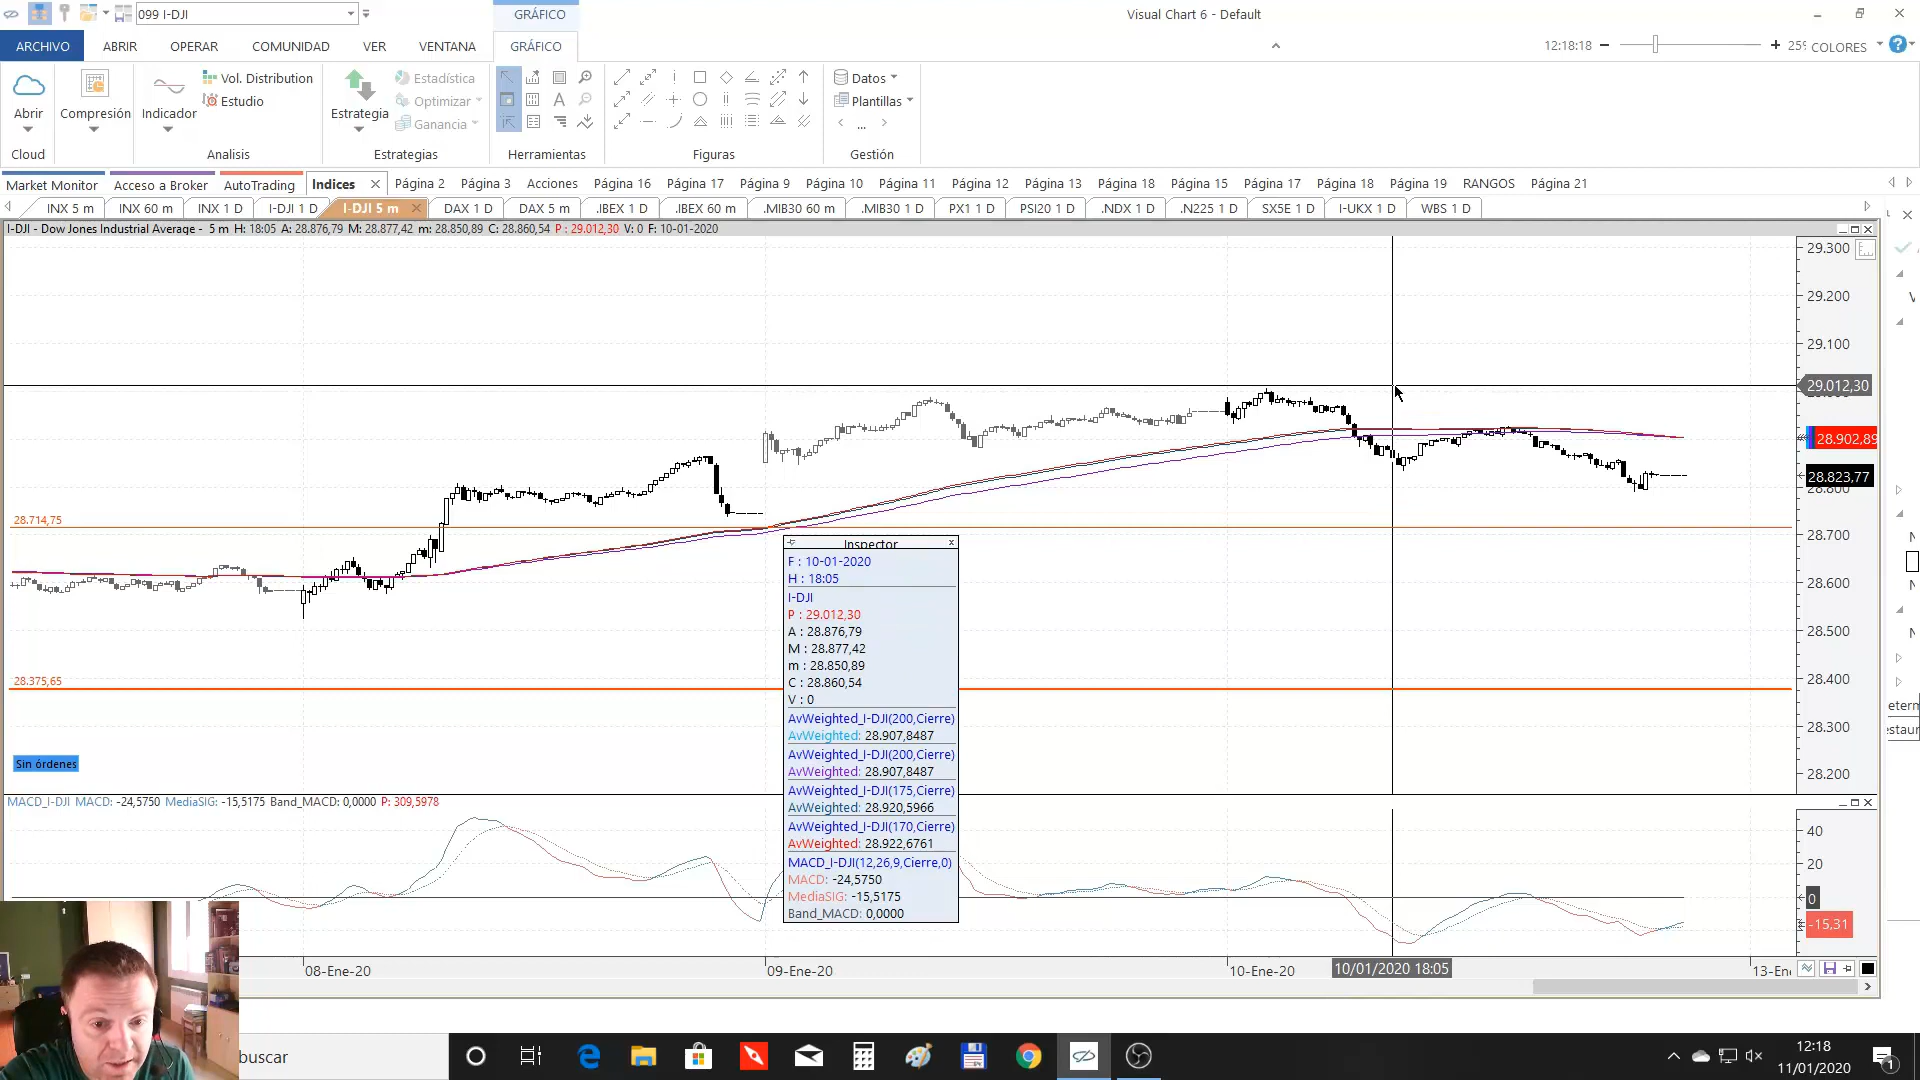 099 I-DJI
GRÁFICO
Visual Chart 6 - Default
ARCHIVO ABRIR OPERAR COMUNIDAD VER VENTANA GRÁFICO
12:18:18
COLORES
Abrir
Compresión
Indicador
Vol. Distribution
Estudio
Estrategia
Estadística
Optimizar
Ganancia
Datos
Plantillas
...
Cloud Analisis Estrategias Herramientas Figuras Gestión
Market Monitor Acceso a Broker AutoTrading Indices Página 2 Página 3 Acciones Página 16 Página 17 Página 9 Página 10 Página 11 Página 12 Página 13 Página 18 Página 15 Página 17 Página 18 Página 19 RANGOS Página 21
INX 5 m INX 60 m INX 1 D I-DJI 1 D I-DJI 5 m DAX 1 D DAX 5 m .IBEX 1 D .IBEX 60 m .MIB30 60 m .MIB30 1 D PX1 1 D PSI20 1 D .NDX 1 D .N225 1 D SX5E 1 D I-UKX 1 D WBS 1 D
I-DJI - Dow Jones Industrial Average - 5 m H: 18:05 A: 28.876,79 M: 28.877,42 m: 28.850,89 C: 28.860,54 P : 29.012,30 V: 0 F: 10-01-2020
29.300
29.200
29.100
29.012,30
28.902,89
28.823,77
28.800
28.700
28.600
28.500
28.400
28.300
28.200
28.714,75
28.375,65
Inspector
F : 10-01-2020
H : 18:05
I-DJI
P : 29.012,30
A : 28.876,79
M : 28.877,42
m : 28.850,89
C : 28.860,54
V : 0
AvWeighted_I-DJI(200,Cierre)
AvWeighted: 28.907,8487
AvWeighted_I-DJI(200,Cierre)
AvWeighted: 28.907,8487
AvWeighted_I-DJI(175,Cierre)
AvWeighted: 28.920,5966
AvWeighted_I-DJI(170,Cierre)
AvWeighted: 28.922,6761
MACD_I-DJI(12,26,9,Cierre,0)
MACD: -24,5750
MediaSIG: -15,5175
Band_MACD: 0,0000
Sin órdenes
MACD_I-DJI MACD: -24,5750 MediaSIG: -15,5175 Band_MACD: 0,0000 P: 309,5978
40
20
0
-15,31
08-Ene-20 09-Ene-20 10-Ene-20 10/01/2020 18:05
buscar
12:18
11/01/2020
1